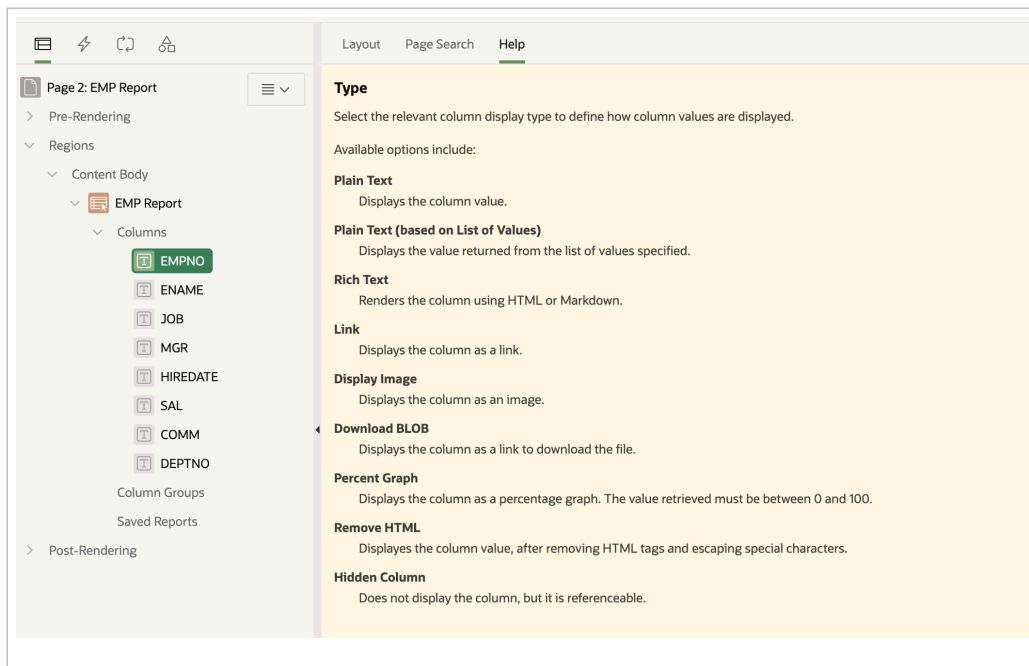 Page 2: EMP Report
Pre-Rendering
Regions
Content Body
EMP Report
Columns
EMPNO
ENAME
JOB
MGR
HIREDATE
SAL
COMM
DEPTNO
Column Groups
Saved Reports
Post-Rendering
Layout Page Search Help
Type
Select the relevant column display type to define how column values are displayed.
Available options include:
Plain Text
Displays the column value.
Plain Text (based on List of Values)
Displays the value returned from the list of values specified.
Rich Text
Renders the column using HTML or Markdown.
Link
Displays the column as a link.
Display Image
Displays the column as an image.
Download BLOB
Displays the column as a link to download the file.
Percent Graph
Displays the column as a percentage graph. The value retrieved must be between 0 and 100.
Remove HTML
Displayes the column value, after removing HTML tags and escaping special characters.
Hidden Column
Does not display the column, but it is referenceable.